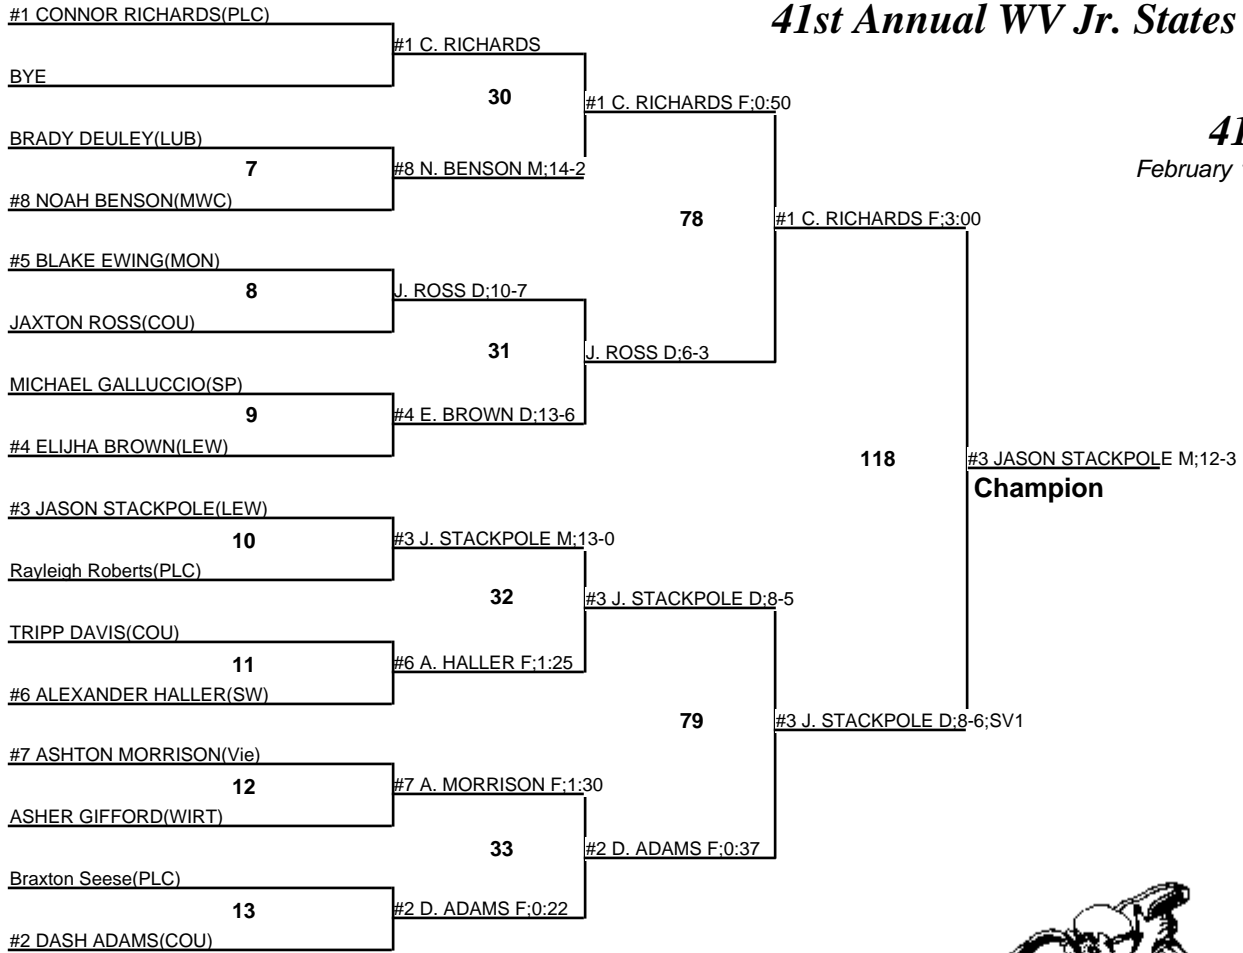 41st Annual WV Jr. States
41
February
#1 CONNOR RICHARDS(PLC)
BYE
BRADY DEULEY(LUB)
7
#8 NOAH BENSON(MWC)
#5 BLAKE EWING(MON)
8
JAXTON ROSS(COU)
MICHAEL GALLUCCIO(SP)
9
#4 ELIJHA BROWN(LEW)
#3 JASON STACKPOLE(LEW)
10
Rayleigh Roberts(PLC)
TRIPP DAVIS(COU)
11
#6 ALEXANDER HALLER(SW)
#7 ASHTON MORRISON(Vie)
12
ASHER GIFFORD(WIRT)
Braxton Seese(PLC)
13
#2 DASH ADAMS(COU)
#1 C. RICHARDS
30
#8 N. BENSON M;14-2
J. ROSS D;10-7
31
#4 E. BROWN D;13-6
#3 J. STACKPOLE M;13-0
32
#6 A. HALLER F;1:25
#7 A. MORRISON F;1:30
33
#2 D. ADAMS F;0:22
#1 C. RICHARDS F;0:50
78
J. ROSS D;6-3
#3 J. STACKPOLE D;8-5
79
#2 D. ADAMS F;0:37
#1 C. RICHARDS F;3:00
118
#3 J. STACKPOLE D;8-6;SV1
#3 JASON STACKPOLE M;12-3
Champion